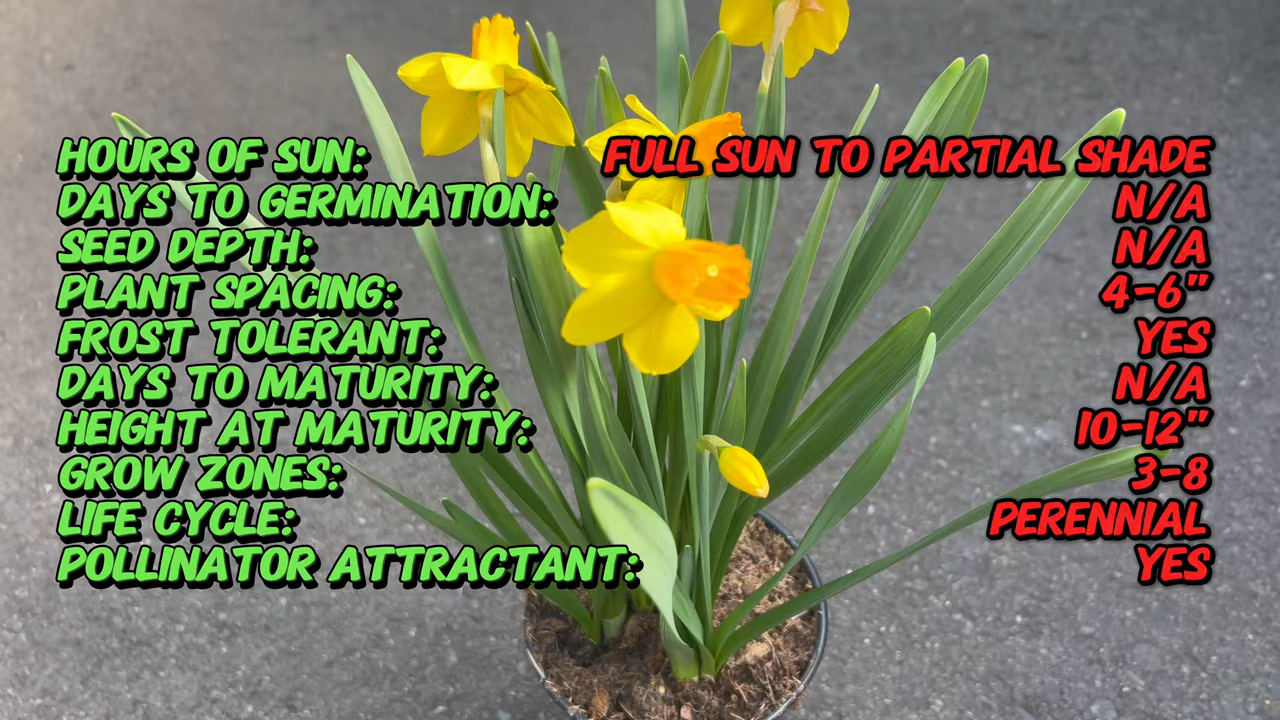 HOURS OF SUN: FULL SUN TO PARTIAL SHADE
DAYS TO GERMINATION: N/A
SEED DEPTH: N/A
PLANT SPACING: 4-6"
FROST TOLERANT: YES
DAYS TO MATURITY: N/A
HEIGHT AT MATURITY: 10-12"
GROW ZONES: 3-8
LIFE CYCLE: PERENNIAL
POLLINATOR ATTRACTANT: YES